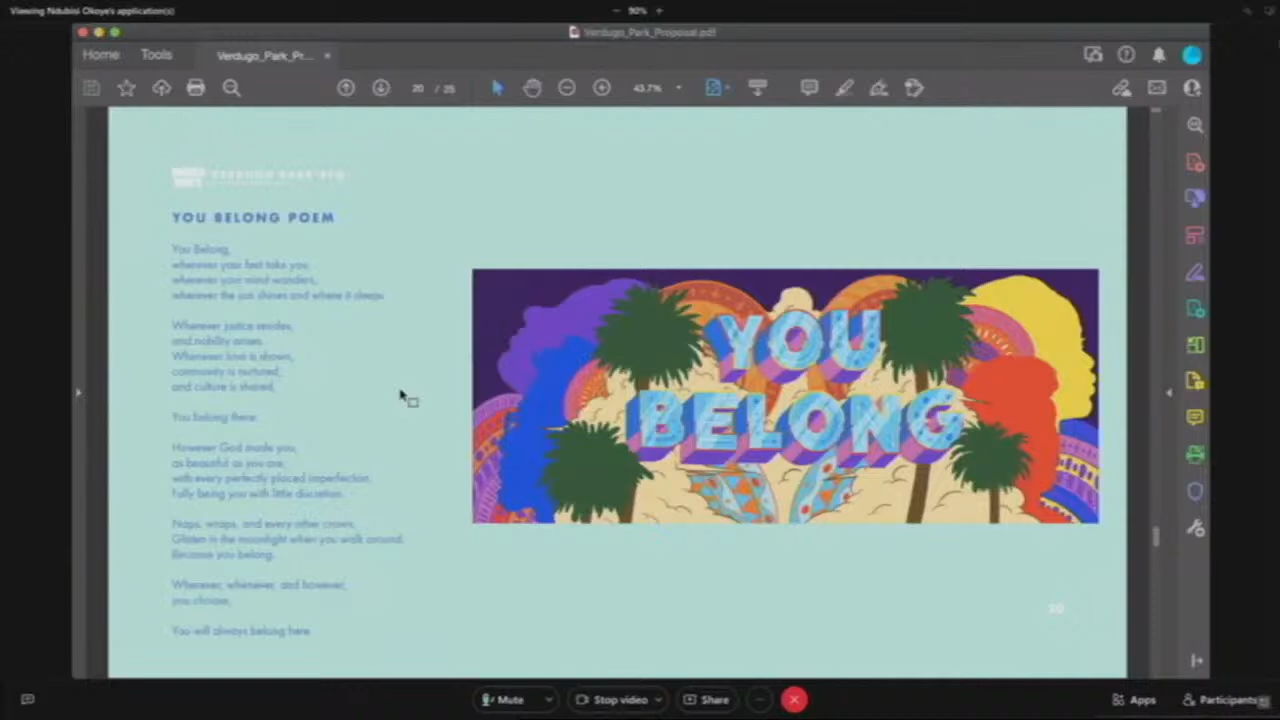 Viewing Ndubisi Okoye's application(s)
90%
Verdugo_Park_Proposal.pdf
Home
Tools
Verdugo_Park_Pr...
20 / 25
43.7%
YOU BELONG POEM
You Belong,
wherever your feet take you,
wherever your mind wanders,
wherever the sun shines and where it sleeps
Wherever justice resides,
and nobility arises.
Whenever love is shown,
community is nurtured,
and culture is shared,
You belong there.
However God made you,
as beautiful as you are,
with every perfectly placed imperfection.
Fully being you with little discretion.
Naps, wraps, and every other crown,
Glisten in the moonlight when you walk around.
Because you belong.
Wherever, whenever, and however,
you choose,
You will always belong here
YOU
BELONG
20
Mute
Stop video
Share
Apps
Participants